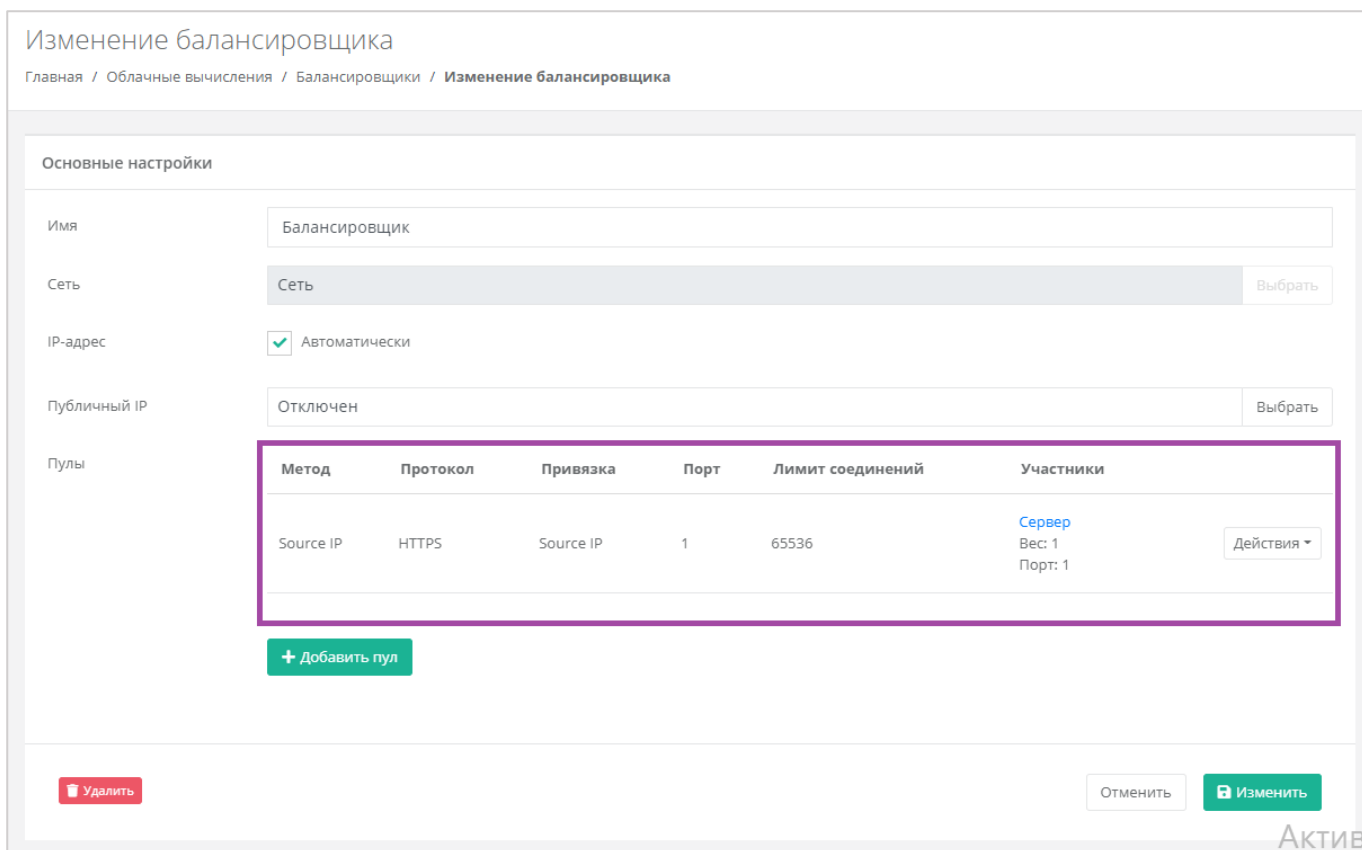 Изменение балансировщика
Главная / Облачные вычисления / Балансировщики / Изменение балансировщика
Основные настройки
Имя Балансировщик
Сеть Сеть Выбрать
IP-адрес Автоматически
Публичный IP Отключен Выбрать
Пулы
Метод Протокол Привязка Порт Лимит соединений Участники
Source IP HTTPS Source IP 1 65536 Сервер Вес: 1 Порт: 1 Действия
+ Добавить пул
Удалить Отменить Изменить
Актив